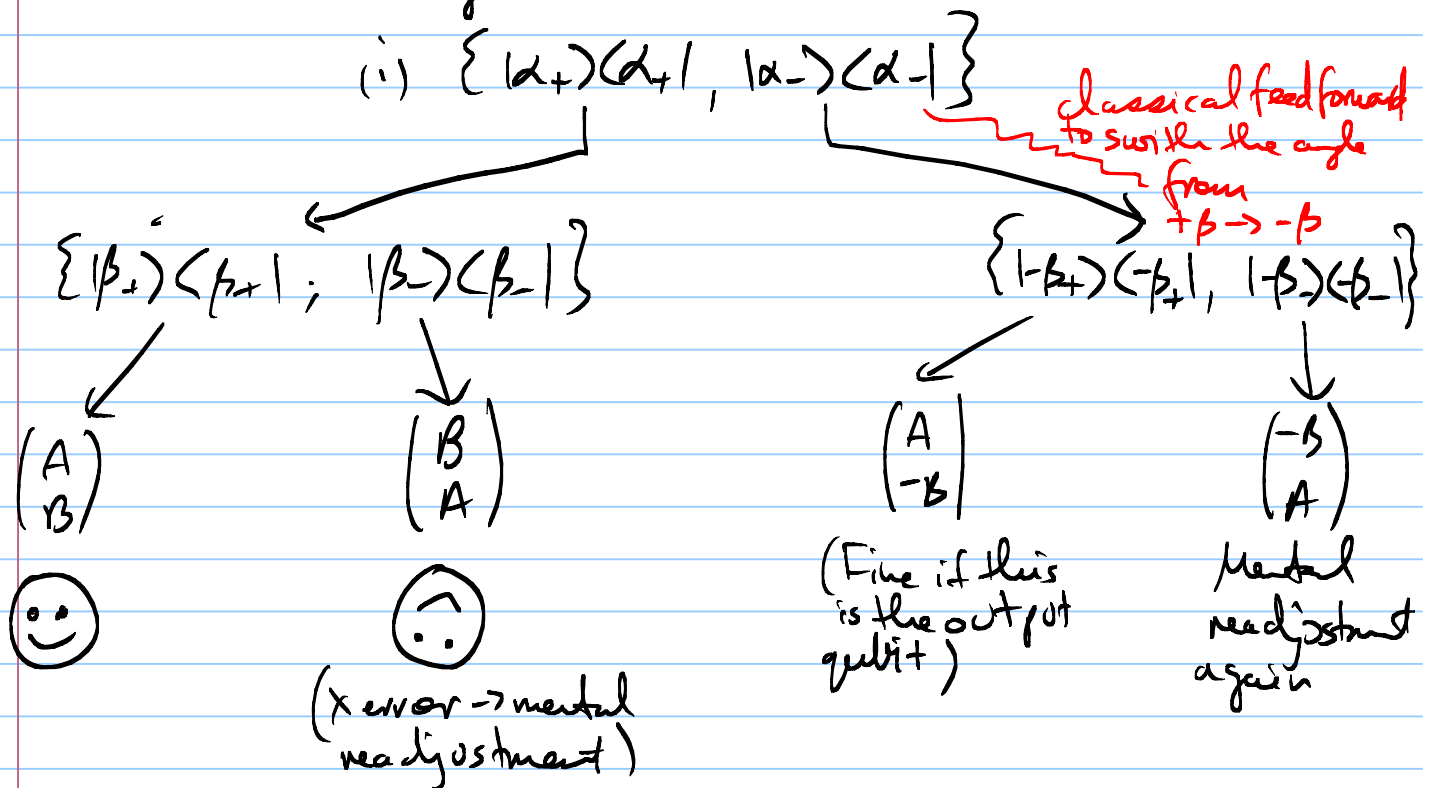 (i) {|α₊)(α₊|, |α₋)(α₋|}
classical feedforward
to swith the angle
from
+β → -β
{|β₊)(β₊|; |β₋)(β₋|}
{|-β₊)(-β₊|, |-β₋)(-β₋|}
(A B)
(B A)
(A -B|
(-B A)
(Fine if this
is the output
qubit)
Mental
readjustment
again
(X error → mental
readjustment)